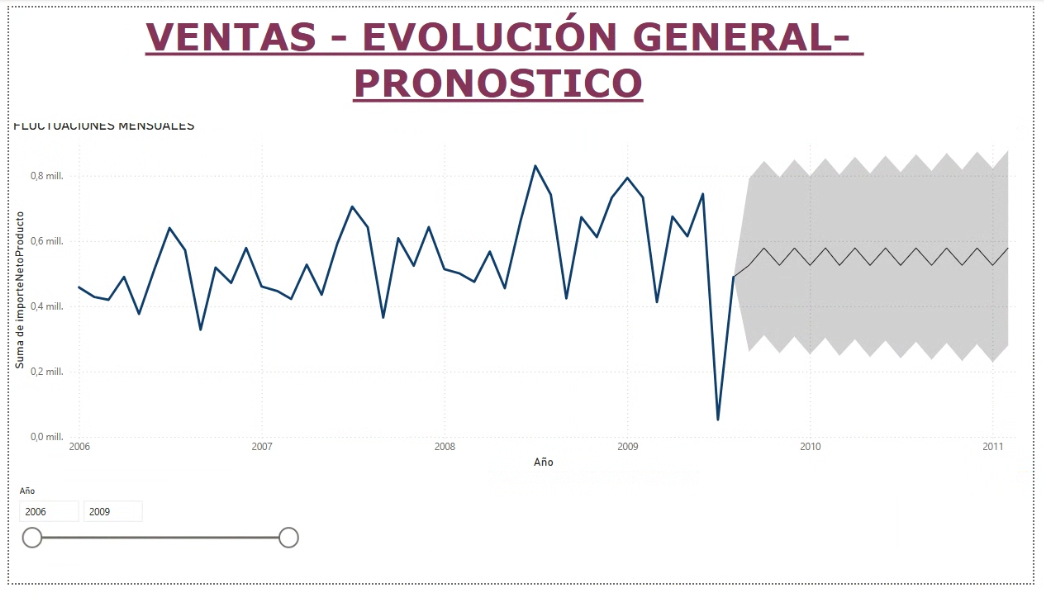 VENTAS - EVOLUCIÓN GENERAL-
PRONOSTICO
FLUCTUACIONES MENSUALES
Suma de importeNetoProducto
0,8 mill.
0,6 mill.
0,4 mill.
0,2 mill.
0,0 mill.
2006 2007 2008 2009 2010 2011
Año
Año
2006 2009